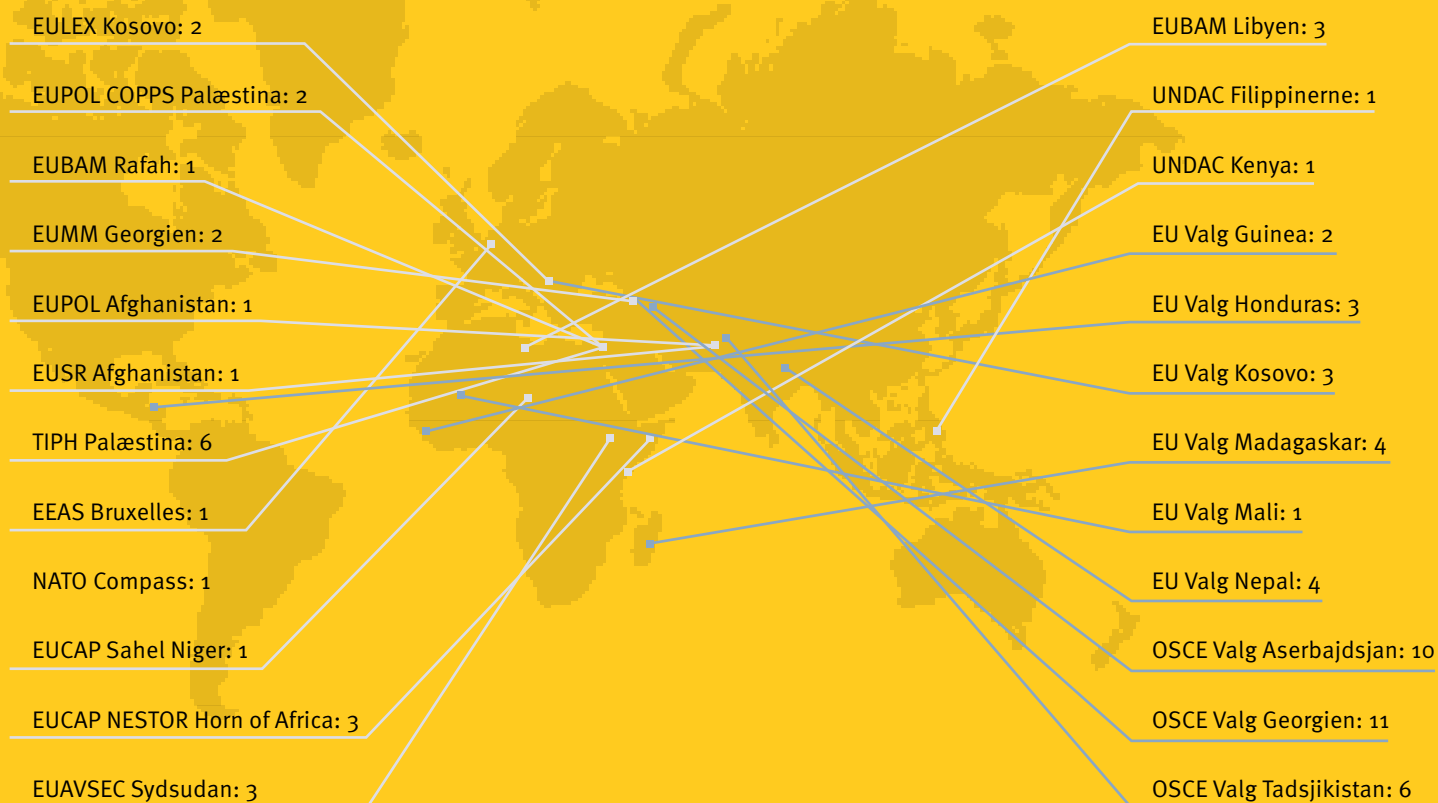 EULEX Kosovo: 2
EUPOL COPPS Palæstina: 2
EUBAM Rafah: 1
EUMM Georgien: 2
EUPOL Afghanistan: 1
EUSR Afghanistan: 1
TIPH Palæstina: 6
EEAS Bruxelles: 1
NATO Compass: 1
EUCAP Sahel Niger: 1
EUCAP NESTOR Horn of Africa: 3
EUAVSEC Sydsudan: 3
EUBAM Libyen: 3
UNDAC Filippinerne: 1
UNDAC Kenya: 1
EU Valg Guinea: 2
EU Valg Honduras: 3
EU Valg Kosovo: 3
EU Valg Madagaskar: 4
EU Valg Mali: 1
EU Valg Nepal: 4
OSCE Valg Aserbajdsjan: 10
OSCE Valg Georgien: 11
OSCE Valg Tadsjikistan: 6